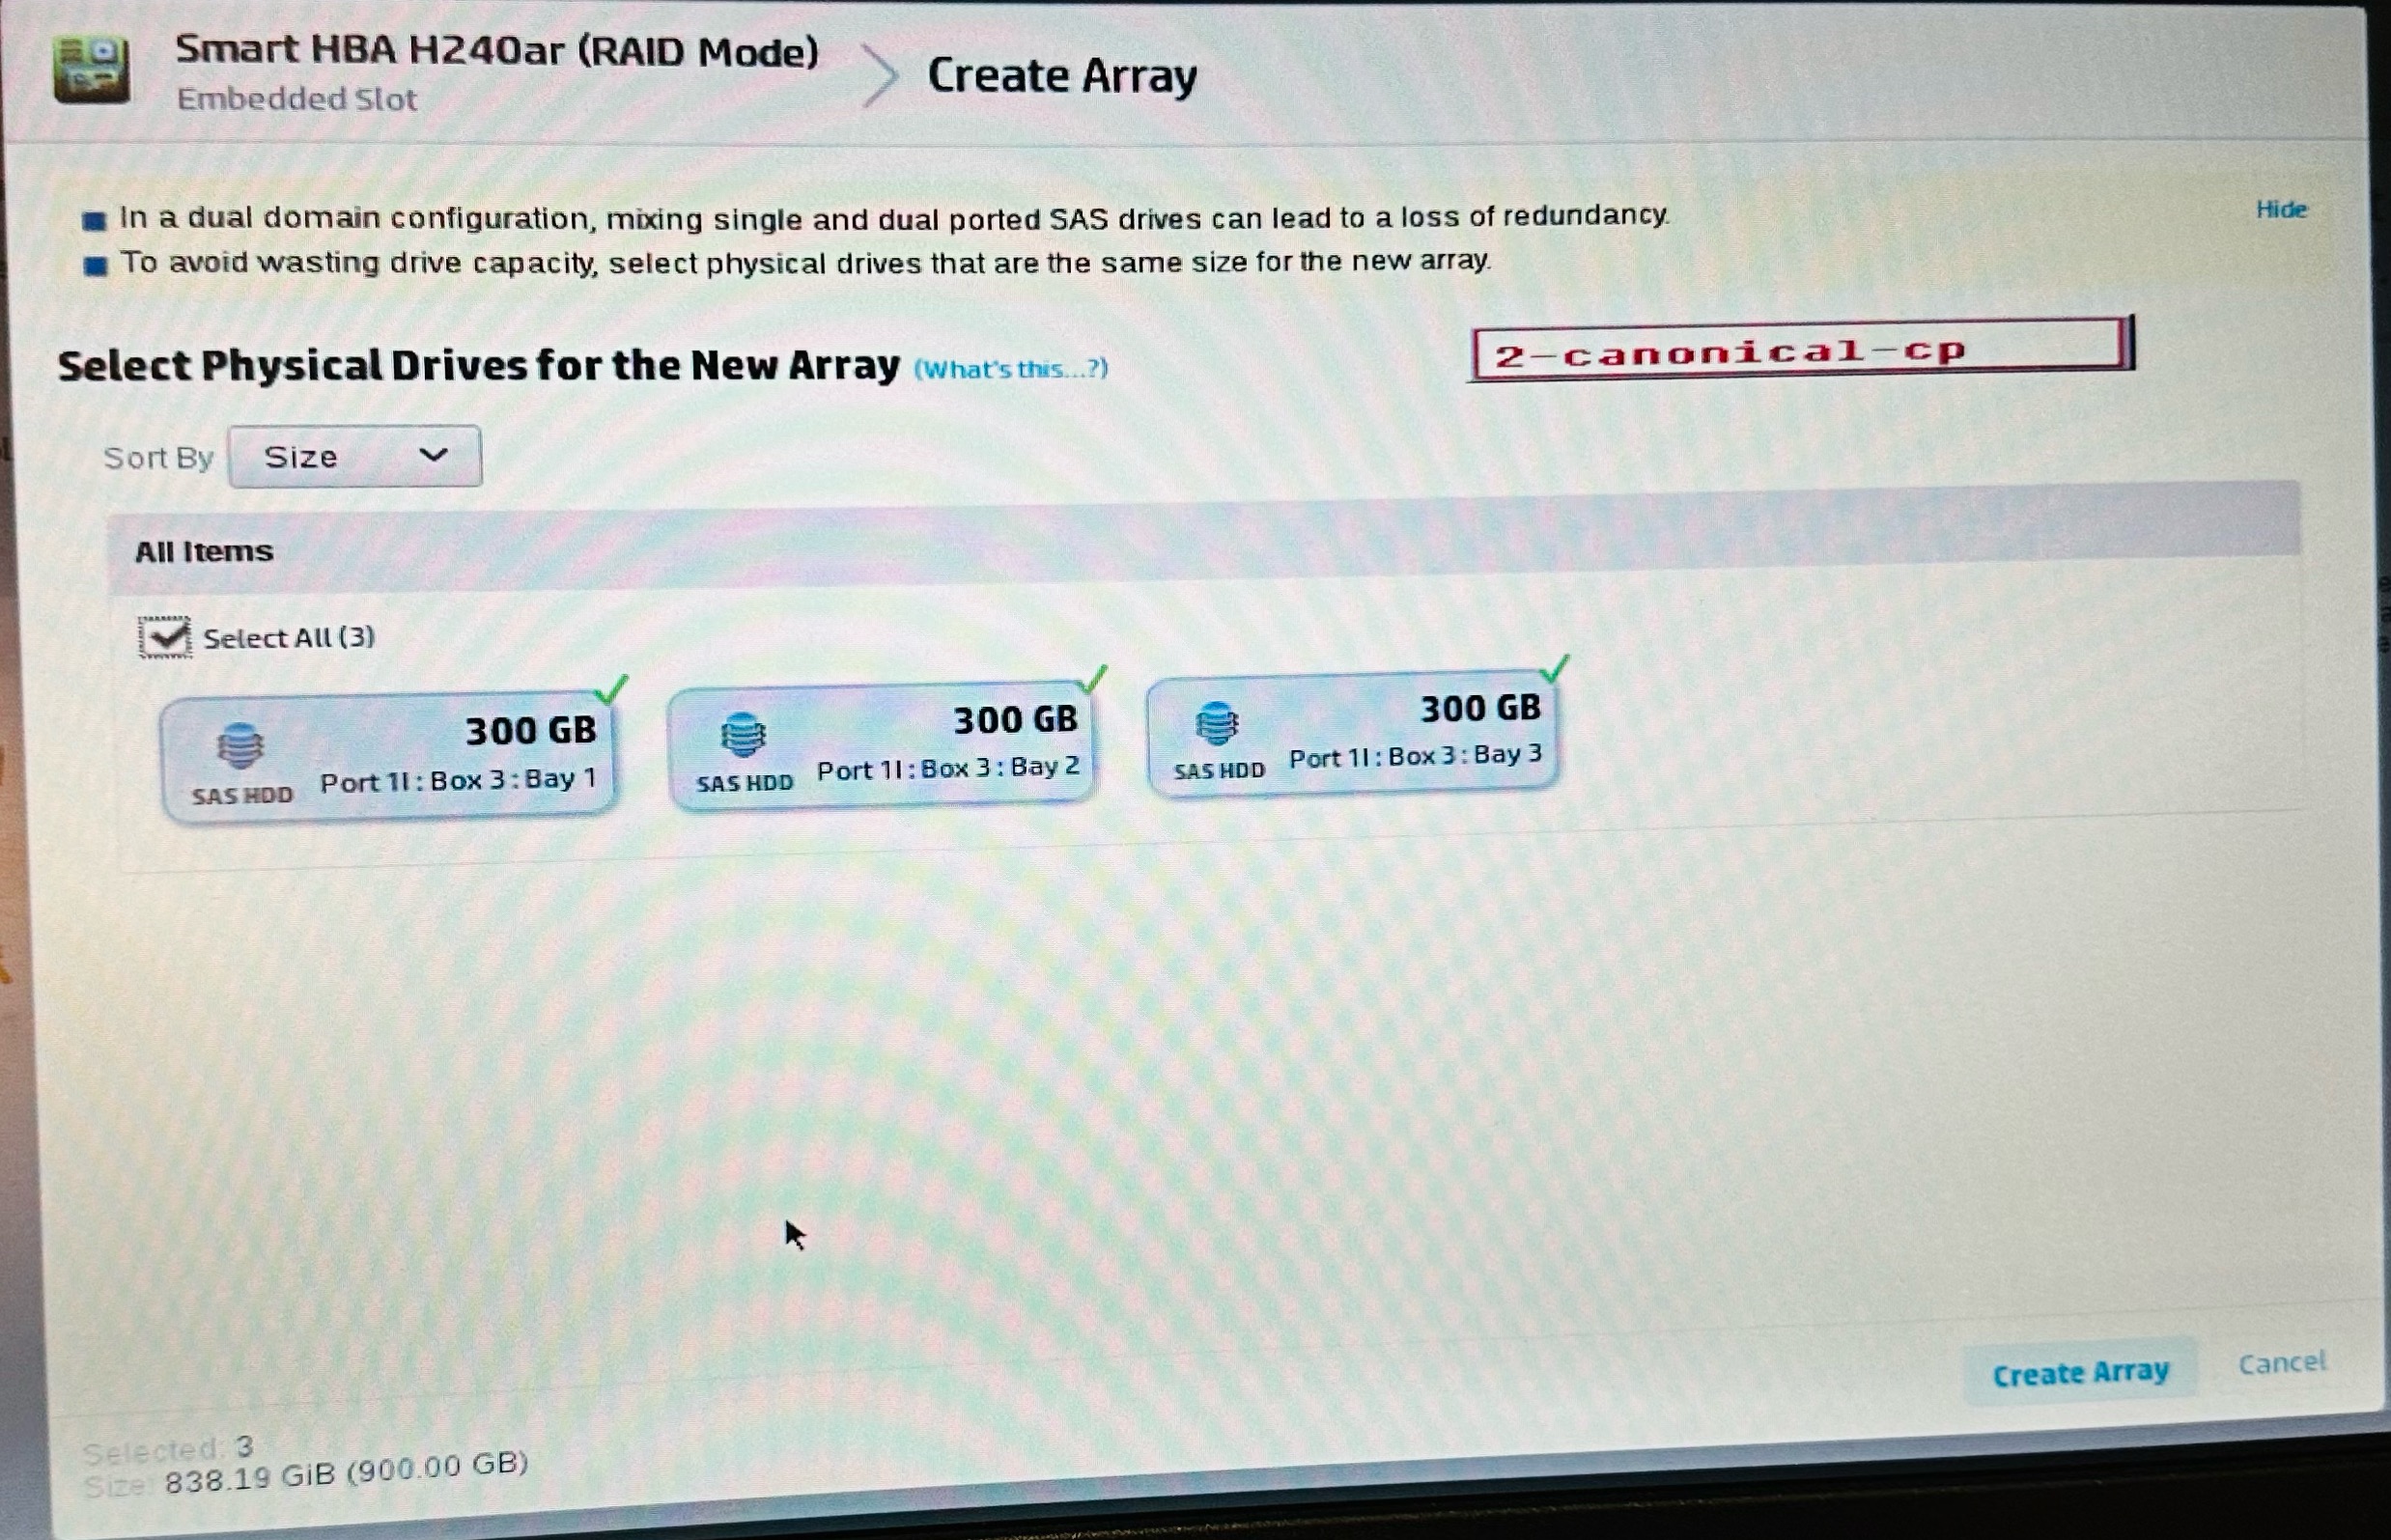 Smart HBA H240ar (RAID Mode)
Embedded Slot
Create Array
In a dual domain configuration, mixing single and dual ported SAS drives can lead to a loss of redundancy.
Hide
To avoid wasting drive capacity, select physical drives that are the same size for the new array.
Select Physical Drives for the New Array (What's this...?)
2-canonical-cp
Sort By Size
All Items
Select All (3)
300 GB
SAS HDD Port 1I : Box 3 : Bay 1
300 GB
SAS HDD Port 1I : Box 3 : Bay 2
300 GB
SAS HDD Port 1I : Box 3 : Bay 3
Create Array Cancel
Selected: 3
Size: 838.19 GiB (900.00 GB)